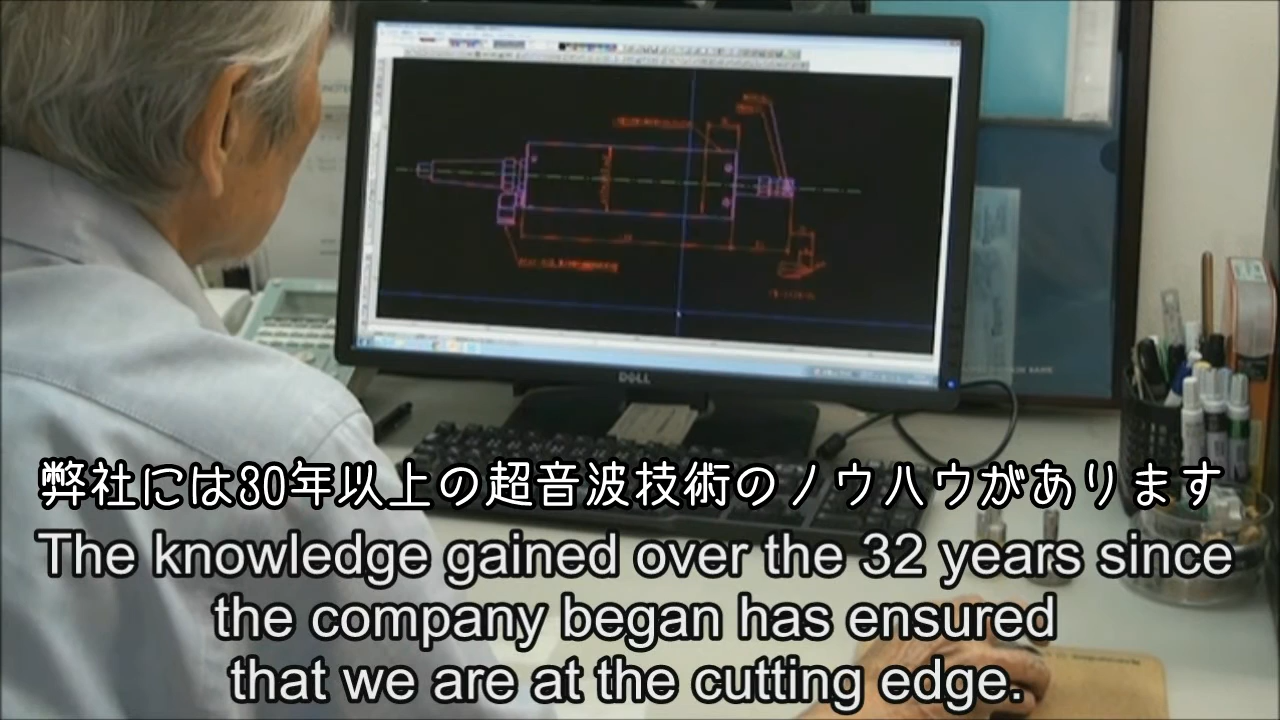 DELL
弊社には30年以上の超音波技術のノウハウがあります
The knowledge gained over the 32 years since
the company began has ensured
that we are at the cutting edge.